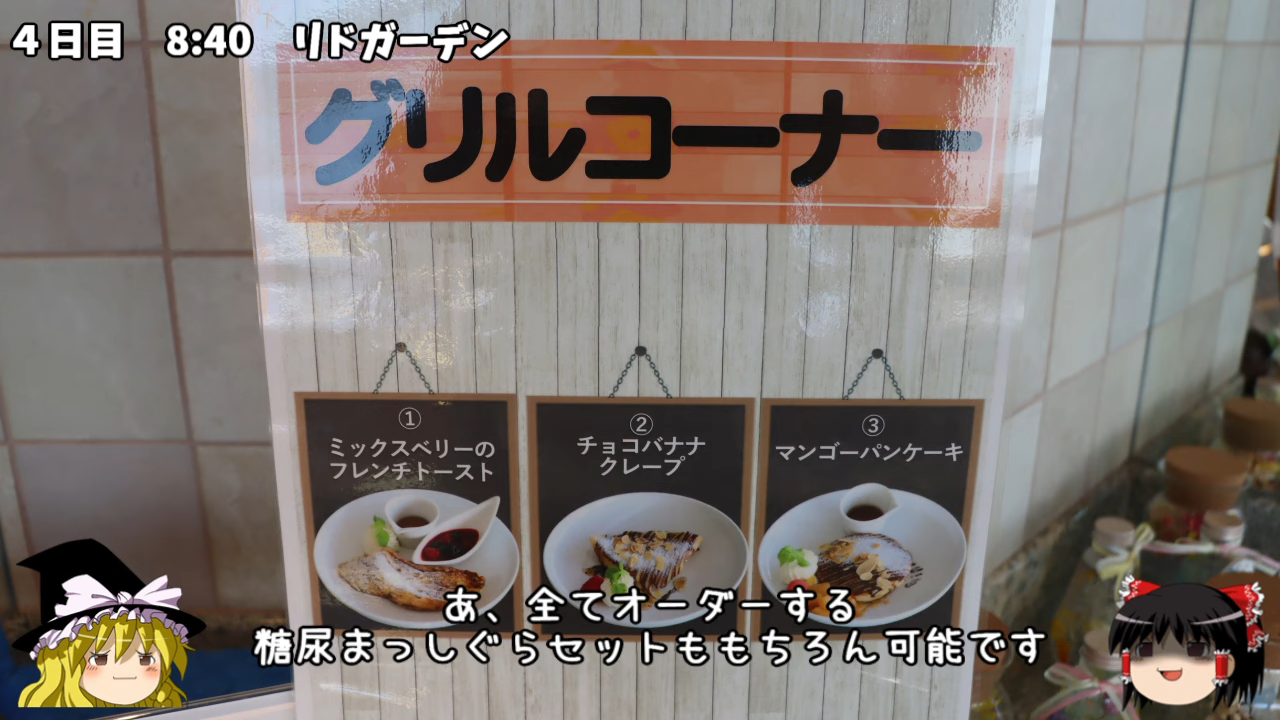 ４日目　8:40　リドガーデン
グリルコーナー
①
ミックスベリーの
フレンチトースト
②
チョコバナナ
クレープ
③
マンゴーパンケーキ
あ、全てオーダーする
糖尿まっしぐらセットももちろん可能です